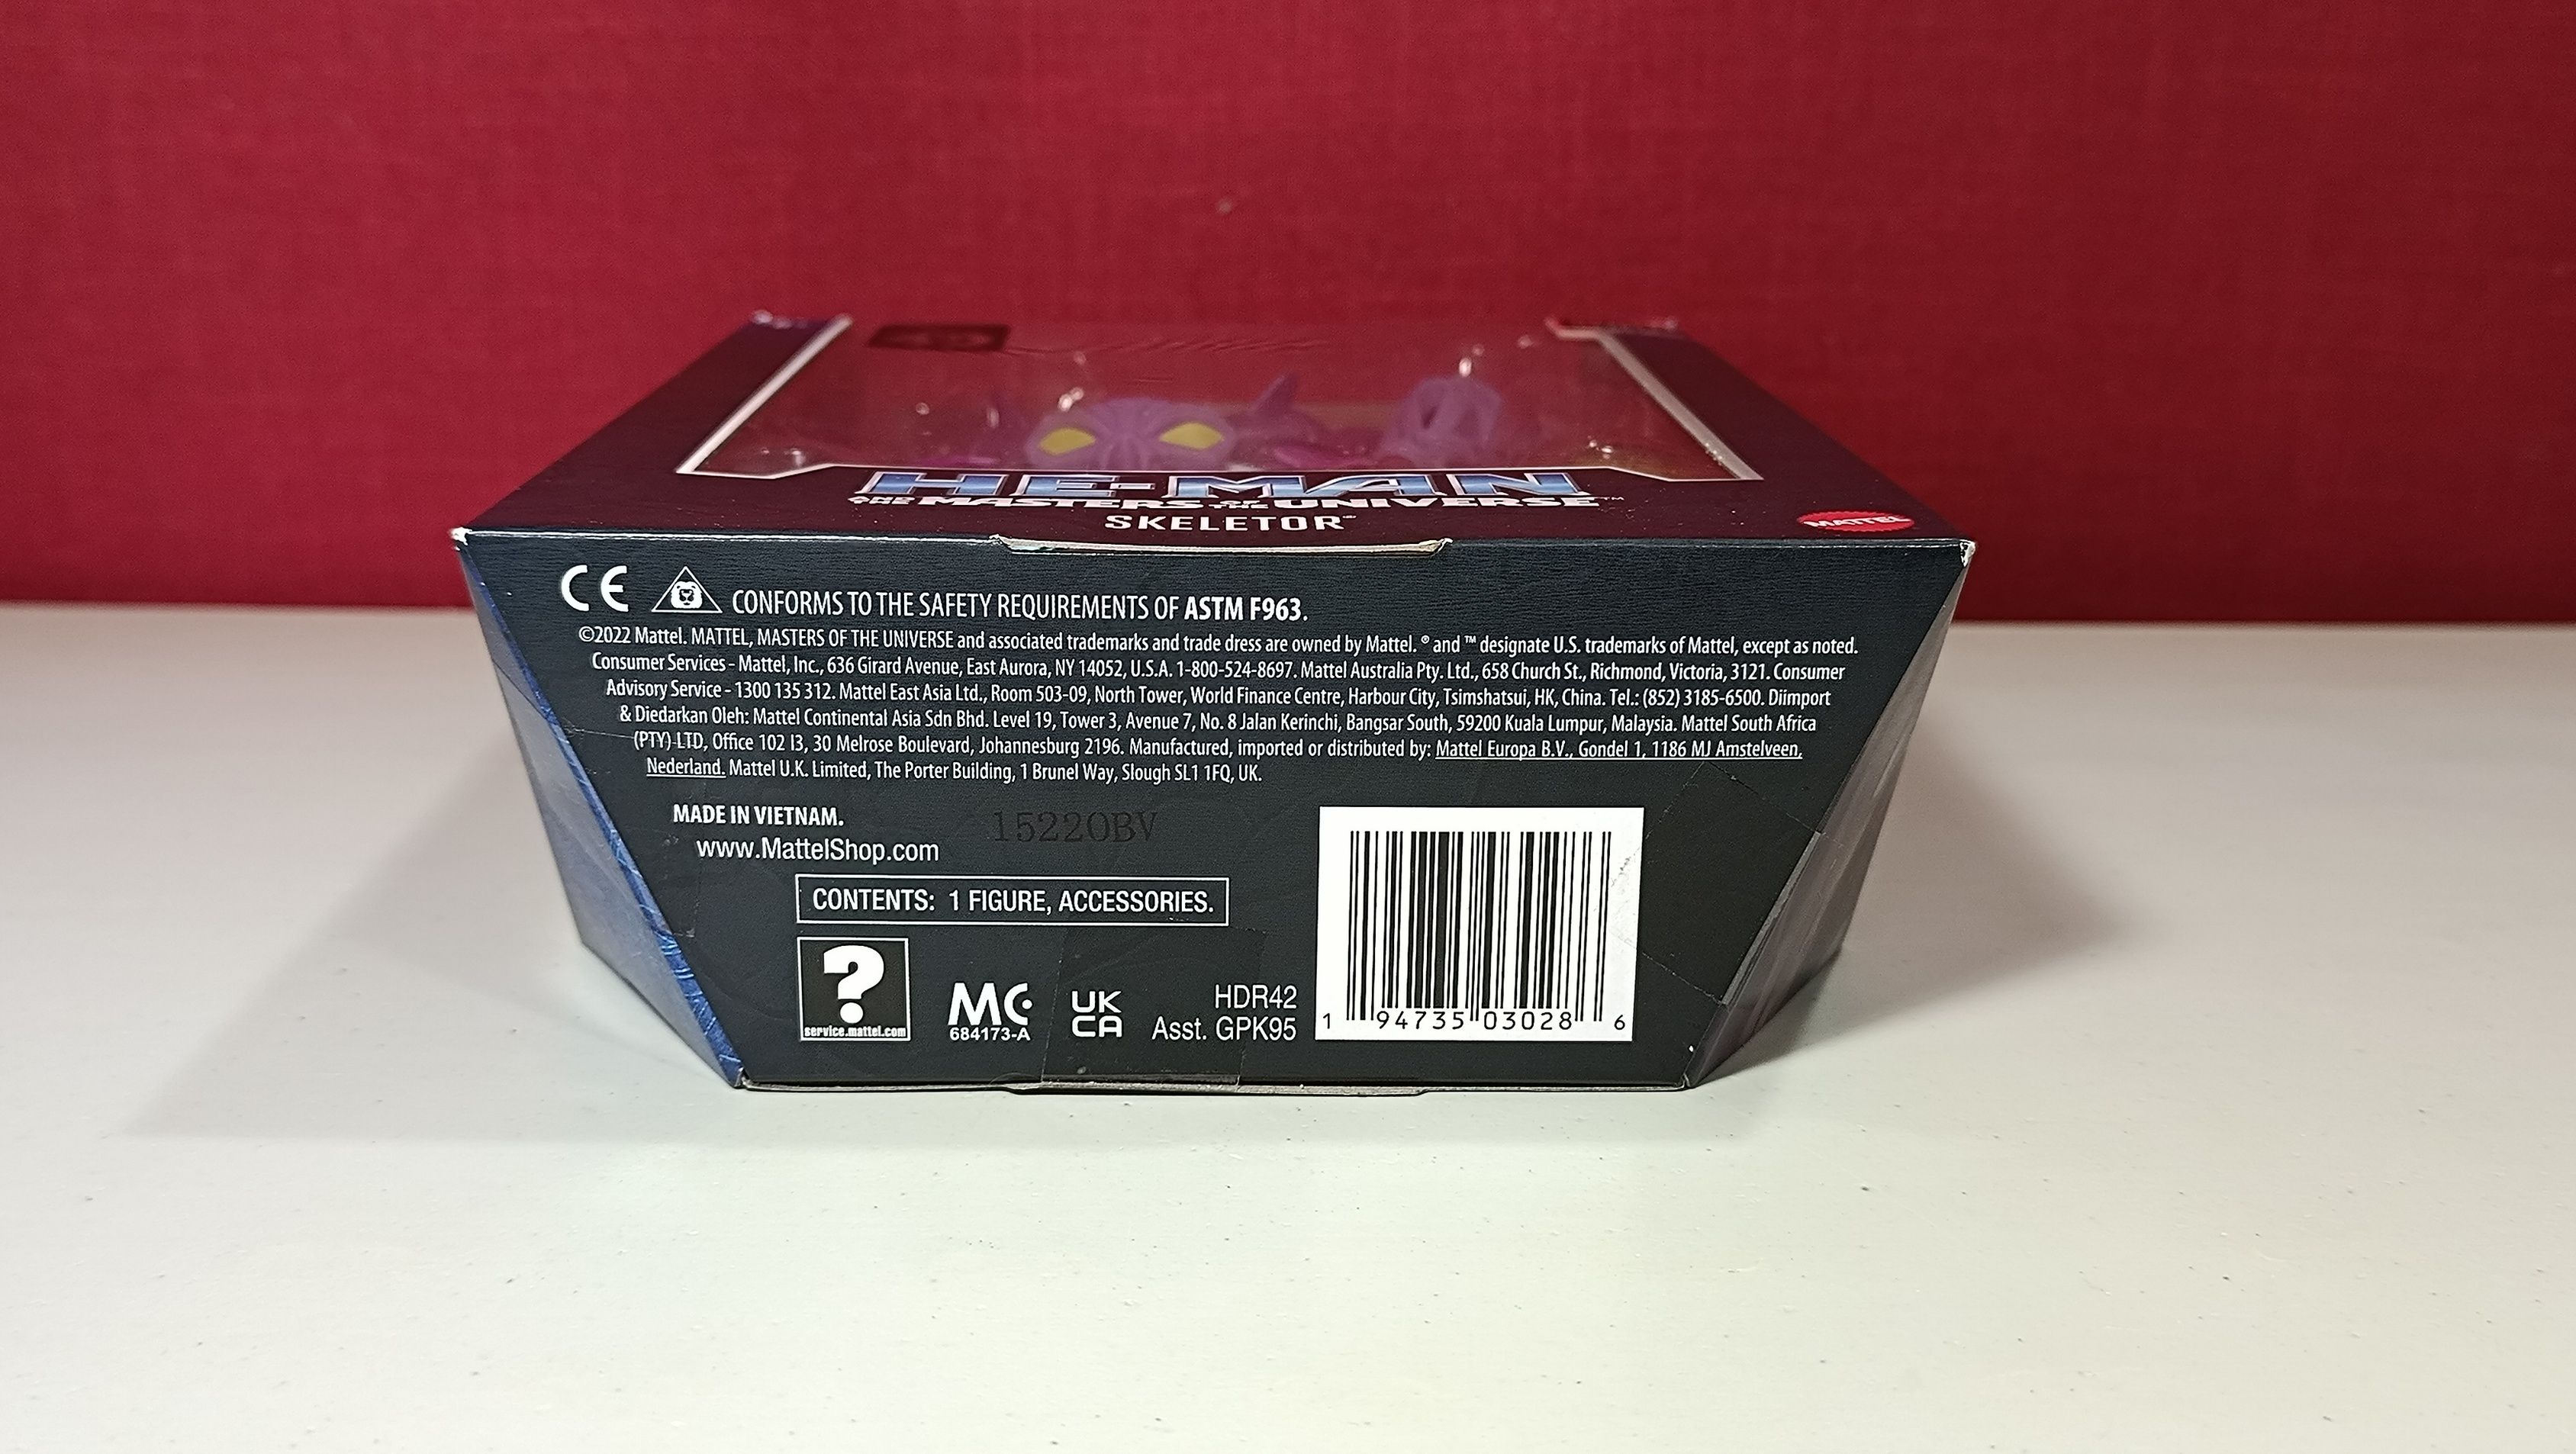 HE-MAN
AND THE MASTERS OF THE UNIVERSE™
SKELETOR™
MATTEL
CE CONFORMS TO THE SAFETY REQUIREMENTS OF ASTM F963.
©2022 Mattel. MATTEL, MASTERS OF THE UNIVERSE and associated trademarks and trade dress are owned by Mattel. ® and ™ designate U.S. trademarks of Mattel, except as noted.
Consumer Services - Mattel, Inc., 636 Girard Avenue, East Aurora, NY 14052, U.S.A. 1-800-524-8697. Mattel Australia Pty. Ltd., 658 Church St., Richmond, Victoria, 3121. Consumer
Advisory Service - 1300 135 312. Mattel East Asia Ltd., Room 503-09, North Tower, World Finance Centre, Harbour City, Tsimshatsui, HK, China. Tel.: (852) 3185-6500. Diimport
& Diedarkan Oleh: Mattel Continental Asia Sdn Bhd. Level 19, Tower 3, Avenue 7, No. 8 Jalan Kerinchi, Bangsar South, 59200 Kuala Lumpur, Malaysia. Mattel South Africa
(PTY) LTD, Office 102 I3, 30 Melrose Boulevard, Johannesburg 2196. Manufactured, imported or distributed by: Mattel Europa B.V., Gondel 1, 1186 MJ Amstelveen,
Nederland. Mattel U.K. Limited, The Porter Building, 1 Brunel Way, Slough SL1 1FQ, UK.
MADE IN VIETNAM.
1522OBV
www.MattelShop.com
CONTENTS: 1 FIGURE, ACCESSORIES.
?
service.mattel.com
MC
684173-A
UK
CA
HDR42
Asst. GPK95
1 94735 03028 6